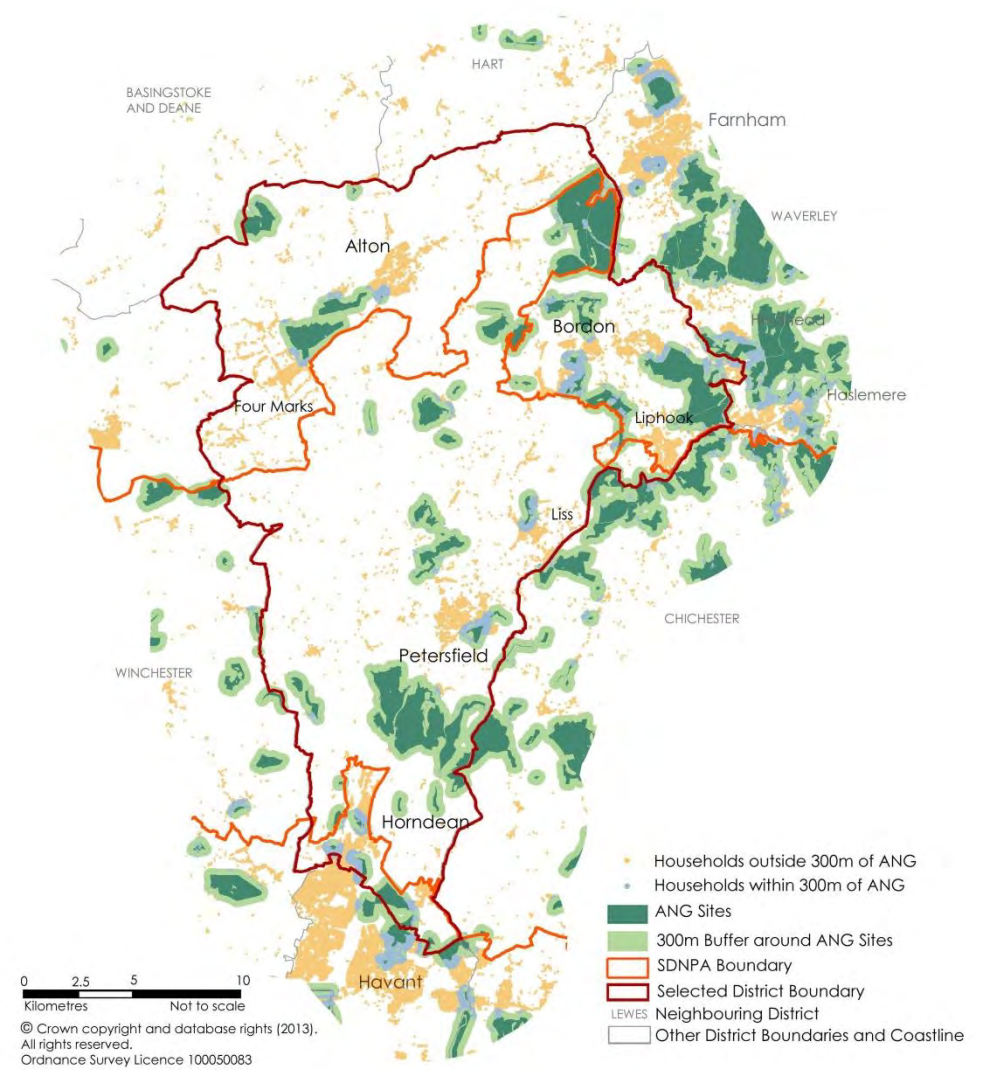 HART
BASINGSTOKE
AND DEANE
Farnham
WAVERLEY
Alton
Bordon
Haslemere
Four Marks
Liphook
Liss
CHICHESTER
Petersfield
WINCHESTER
Horndean
Havant
Households outside 300m of ANG
Households within 300m of ANG
ANG Sites
300m Buffer around ANG Sites
SDNPA Boundary
Selected District Boundary
LEWES Neighbouring District
Other District Boundaries and Coastline
0 2.5 5 10
Kilometres Not to scale
© Crown copyright and database rights (2013).
All rights reserved.
Ordnance Survey Licence 100050083